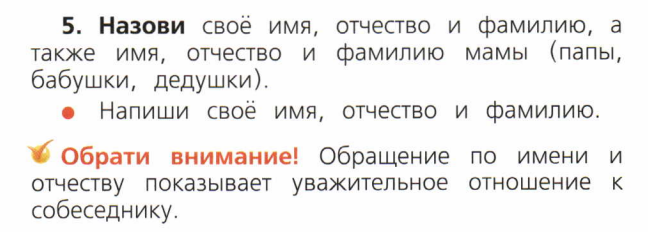 5. Назови своё имя, отчество и фамилию, а
также имя, отчество и фамилию мамы (папы,
бабушки, дедушки).
● Напиши своё имя, отчество и фамилию.
Обрати внимание! Обращение по имени и
отчеству показывает уважительное отношение к
собеседнику.